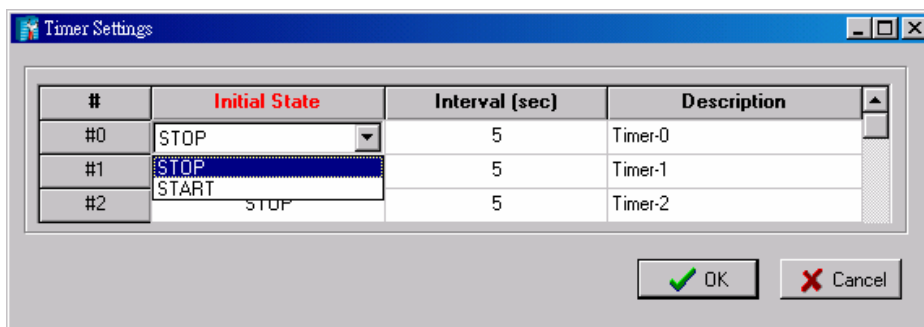 Timer Settings
# Initial State Interval (sec) Description
#0 STOP 5 Timer-0
#1 STOP 5 Timer-1
START
#2 STOP 5 Timer-2
OK Cancel